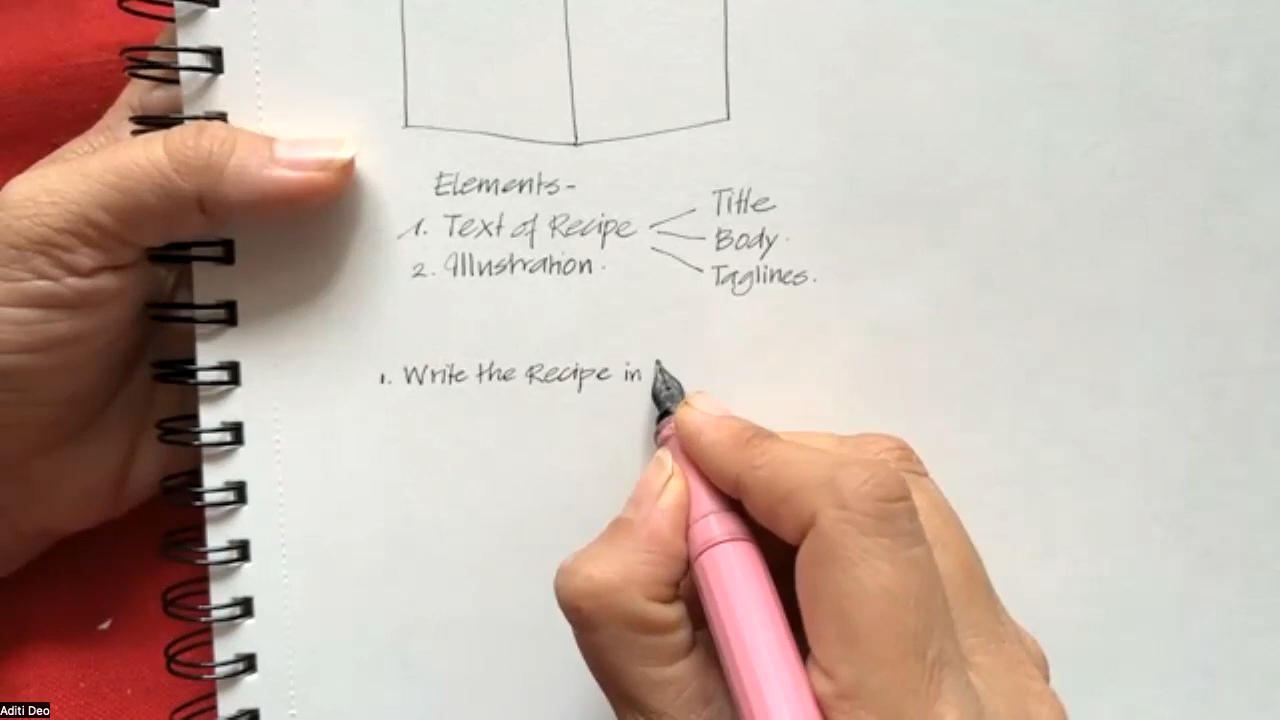 Elements-
1. Text of Recipe
Title
Body.
Taglines.
2. Illustration.
1. Write the Recipe in
Aditi Deo